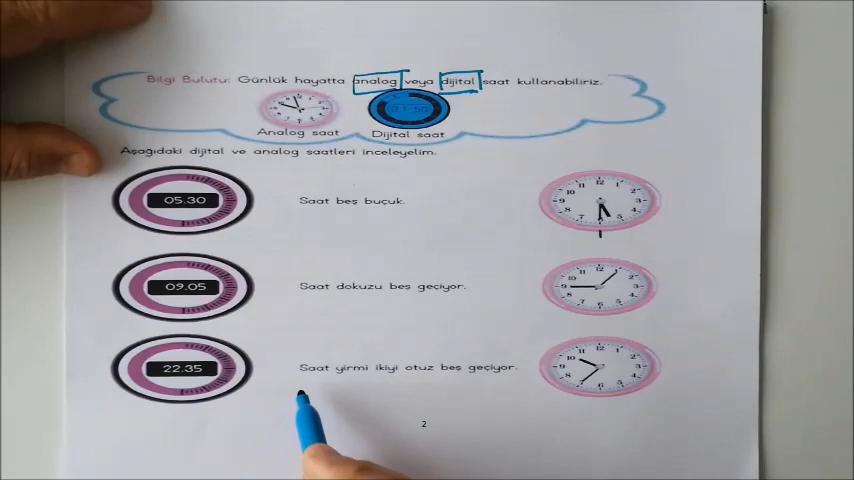 Bilgi Bulutu: Günlük hayatta analog veya dijital saat kullanabiliriz.
Analog saat Dijital saat
Aşağıdaki dijital ve analog saatleri inceleyelim.
05.30 Saat beş buçuk.
09.05 Saat dokuzu beş geçiyor.
22.35 Saat yirmi ikiyi otuz beş geçiyor.
2